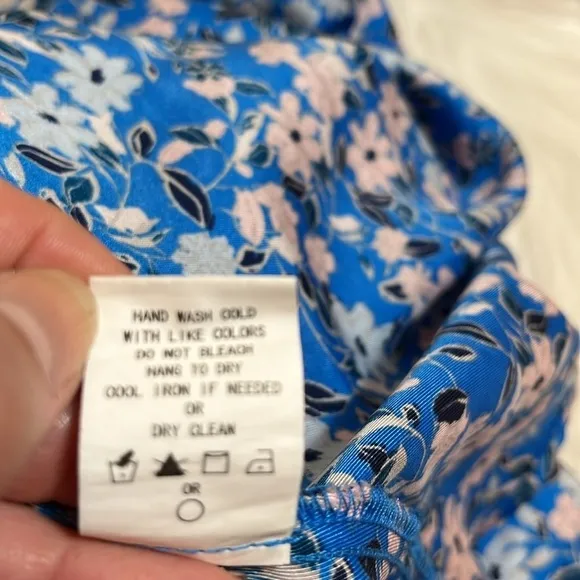 HAND WASH COLD
WITH LIKE COLORS
DO NOT BLEACH
HANG TO DRY
COOL IRON IF NEEDED
OR
DRY CLEAN
OR